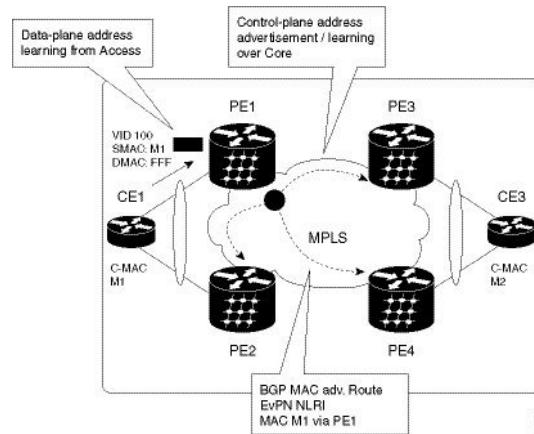 Data-plane address
learning from Access
Control-plane address
advertisement / learning
over Core
PE1
PE3
VID 100
SMAC: M1
DMAC: FFF
CE1
CE3
MPLS
C-MAC
M1
C-MAC
M2
PE2
PE4
BGP MAC adv. Route
EvPN NLRI
MAC M1 via PE1